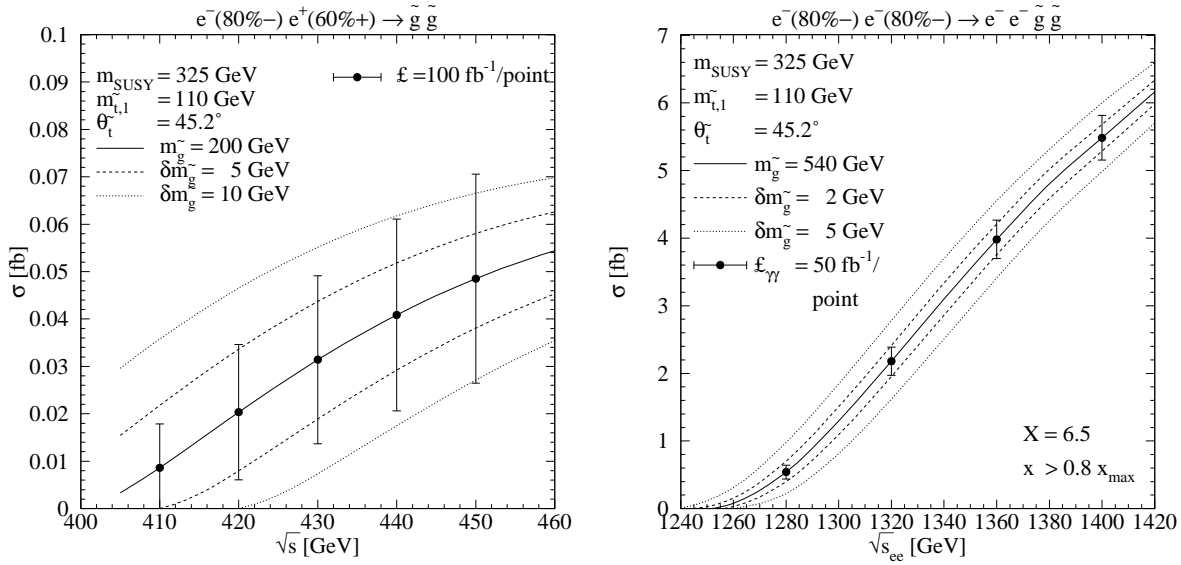 e⁻(80%−) e⁺(60%+) → g̃ g̃
0.1
0.09
0.08
0.07
0.06
0.05
0.04
0.03
0.02
0.01
0
σ [fb]
m_SUSY = 325 GeV
m_t̃,1 = 110 GeV
θ_t̃ = 45.2°
m_g̃ = 200 GeV
δm_g̃ = 5 GeV
δm_g̃ = 10 GeV
£ =100 fb⁻¹/point
400 410 420 430 440 450 460
√s [GeV]
e⁻(80%−) e⁻(80%−) → e⁻ e⁻ g̃ g̃
7
6
5
4
3
2
1
0
σ [fb]
m_SUSY = 325 GeV
m_t̃,1 = 110 GeV
θ_t̃ = 45.2°
m_g̃ = 540 GeV
δm_g̃ = 2 GeV
δm_g̃ = 5 GeV
£_γγ = 50 fb⁻¹/
point
X = 6.5
x > 0.8 x_max
1240 1260 1280 1300 1320 1340 1360 1380 1400 1420
√s_ee [GeV]